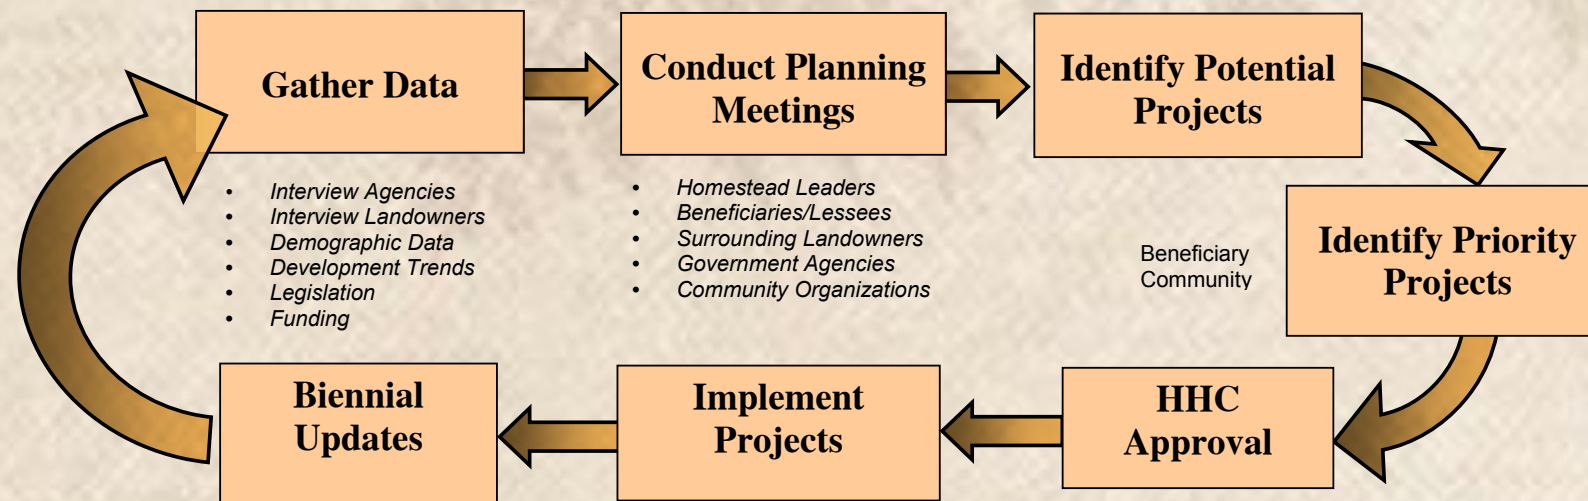 Gather Data
Conduct Planning
Meetings
Identify Potential
Projects
• Interview Agencies
• Interview Landowners
• Demographic Data
• Development Trends
• Legislation
• Funding
• Homestead Leaders
• Beneficiaries/Lessees
• Surrounding Landowners
• Government Agencies
• Community Organizations
Beneficiary
Community
Identify Priority
Projects
HHC
Approval
Implement
Projects
Biennial
Updates